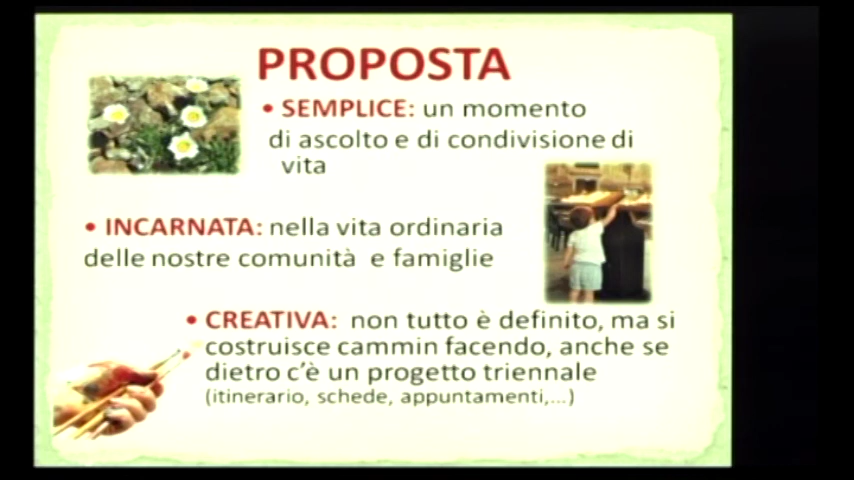 PROPOSTA
• SEMPLICE: un momento
di ascolto e di condivisione di
vita
• INCARNATA: nella vita ordinaria
delle nostre comunità e famiglie
• CREATIVA: non tutto è definito, ma si
costruisce cammin facendo, anche se
dietro c'è un progetto triennale
(itinerario, schede, appuntamenti,...)